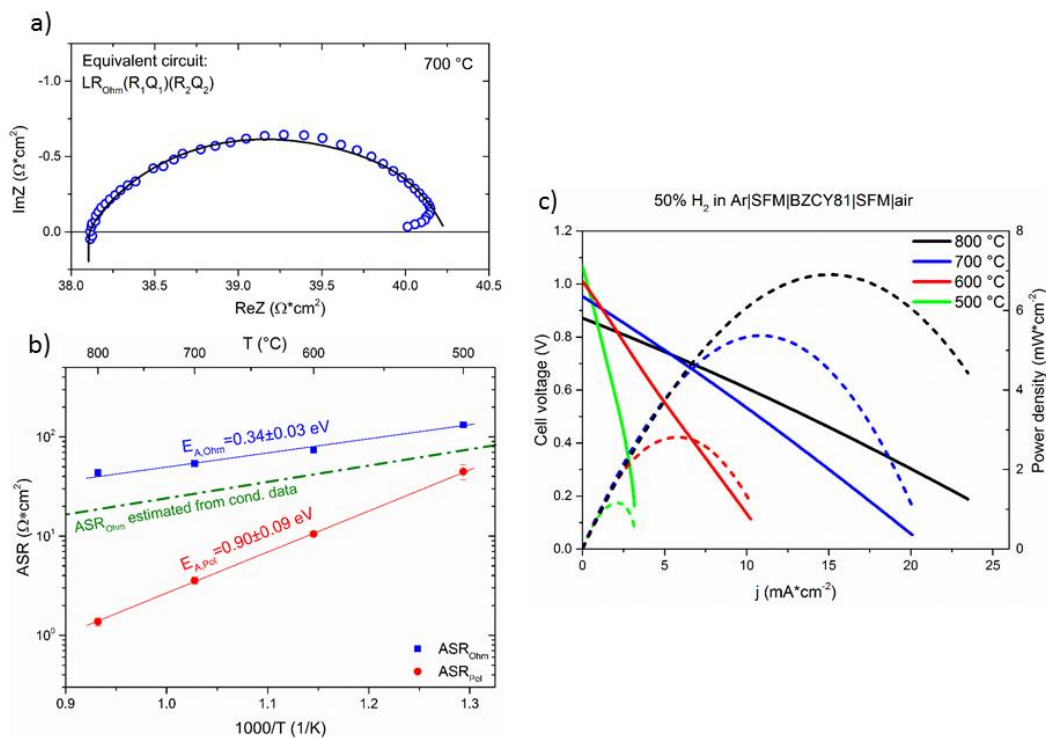 a)
Equivalent circuit:
LR_Ohm(R₁Q₁)(R₂Q₂)
700 °C
-1.0
-0.5
0.0
ImZ (Ω*cm²)
38.0 38.5 39.0 39.5 40.0 40.5
ReZ (Ω*cm²)
b)
T (°C)
800 700 600 500
E_A,Ohm=0.34±0.03 eV
ASR_Ohm estimated from cond. data
E_A,Pol=0.90±0.09 eV
10²
10¹
10⁰
ASR (Ω*cm²)
ASR_Ohm
ASR_Pol
0.9 1.0 1.1 1.2 1.3
1000/T (1/K)
c)
50% H₂ in Ar|SFM|BZCY81|SFM|air
800 °C
700 °C
600 °C
500 °C
1.2
1.0
0.8
0.6
0.4
0.2
0.0
Cell voltage (V)
8
6
4
2
0
Power density (mW*cm⁻²)
0 5 10 15 20 25
j (mA*cm⁻²)